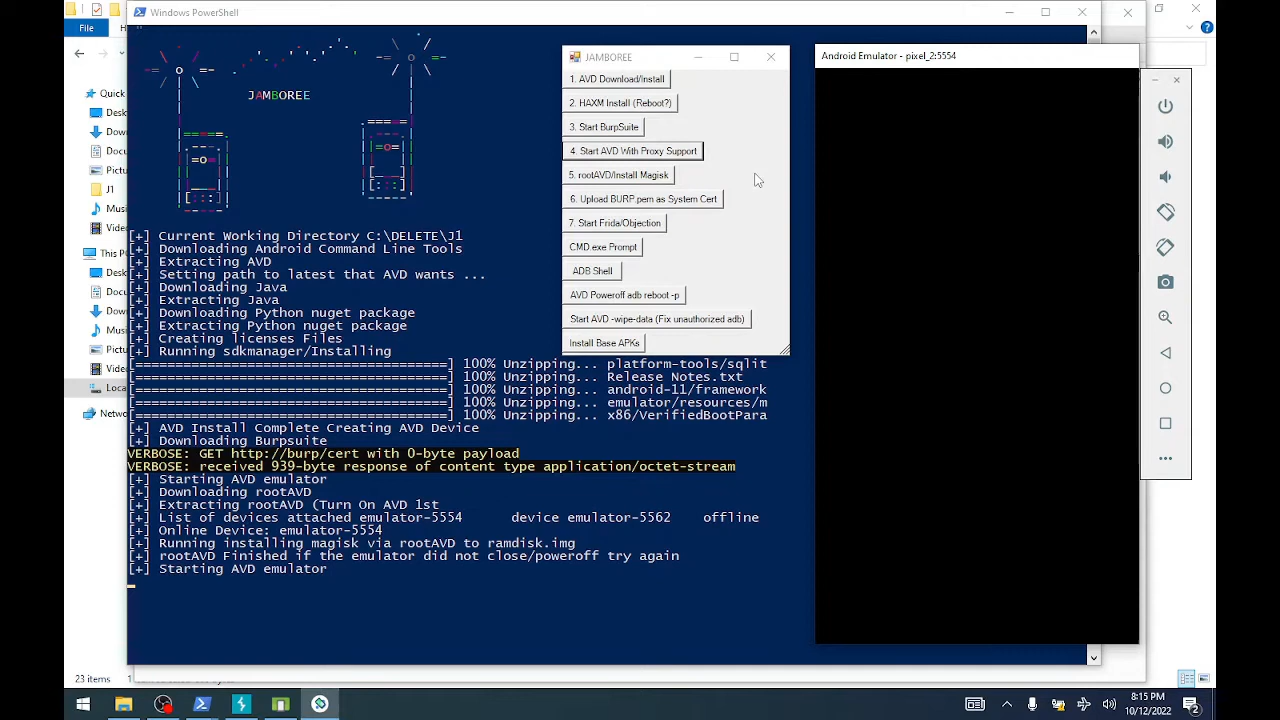 Windows PowerShell
File
Quick
Desk
Dow
Docu
Pictu
J1
Musi
Vide
This P
Desk
Docu
Dow
Musi
Pictu
Vide
Loca
Netw
23 items
JAMBOREE
[+] Current Working Directory C:\DELETE\J1
[+] Downloading Android Command Line Tools
[+] Extracting AVD
[+] Setting path to latest that AVD wants ...
[+] Downloading Java
[+] Extracting Java
[+] Downloading Python nuget package
[+] Extracting Python nuget package
[+] Creating licenses Files
[+] Running sdkmanager/Installing
[=======================================] 100% Unzipping... platform-tools/sqlit
[=======================================] 100% Unzipping... Release Notes.txt
[=======================================] 100% Unzipping... android-11/framework
[=======================================] 100% Unzipping... emulator/resources/m
[=======================================] 100% Unzipping... x86/VerifiedBootPara
[+] AVD Install Complete Creating AVD Device
[+] Downloading Burpsuite
VERBOSE: GET http://burp/cert with 0-byte payload
VERBOSE: received 939-byte response of content type application/octet-stream
[+] Starting AVD emulator
[+] Downloading rootAVD
[+] Extracting rootAVD (Turn On AVD 1st
[+] List of devices attached emulator-5554 device emulator-5562 offline
[+] Online Device: emulator-5554
[+] Running installing magisk via rootAVD to ramdisk.img
[+] rootAVD Finished if the emulator did not close/poweroff try again
[+] Starting AVD emulator
JAMBOREE
1. AVD Download/Install
2. HAXM Install (Reboot?)
3. Start BurpSuite
4. Start AVD With Proxy Support
5. rootAVD/Install Magisk
6. Upload BURP.pem as System Cert
7. Start Frida/Objection
CMD.exe Prompt
ADB Shell
AVD Poweroff adb reboot -p
Start AVD -wipe-data (Fix unauthorized adb)
Install Base APKs
Android Emulator - pixel_2:5554
8:15 PM
10/12/2022
2